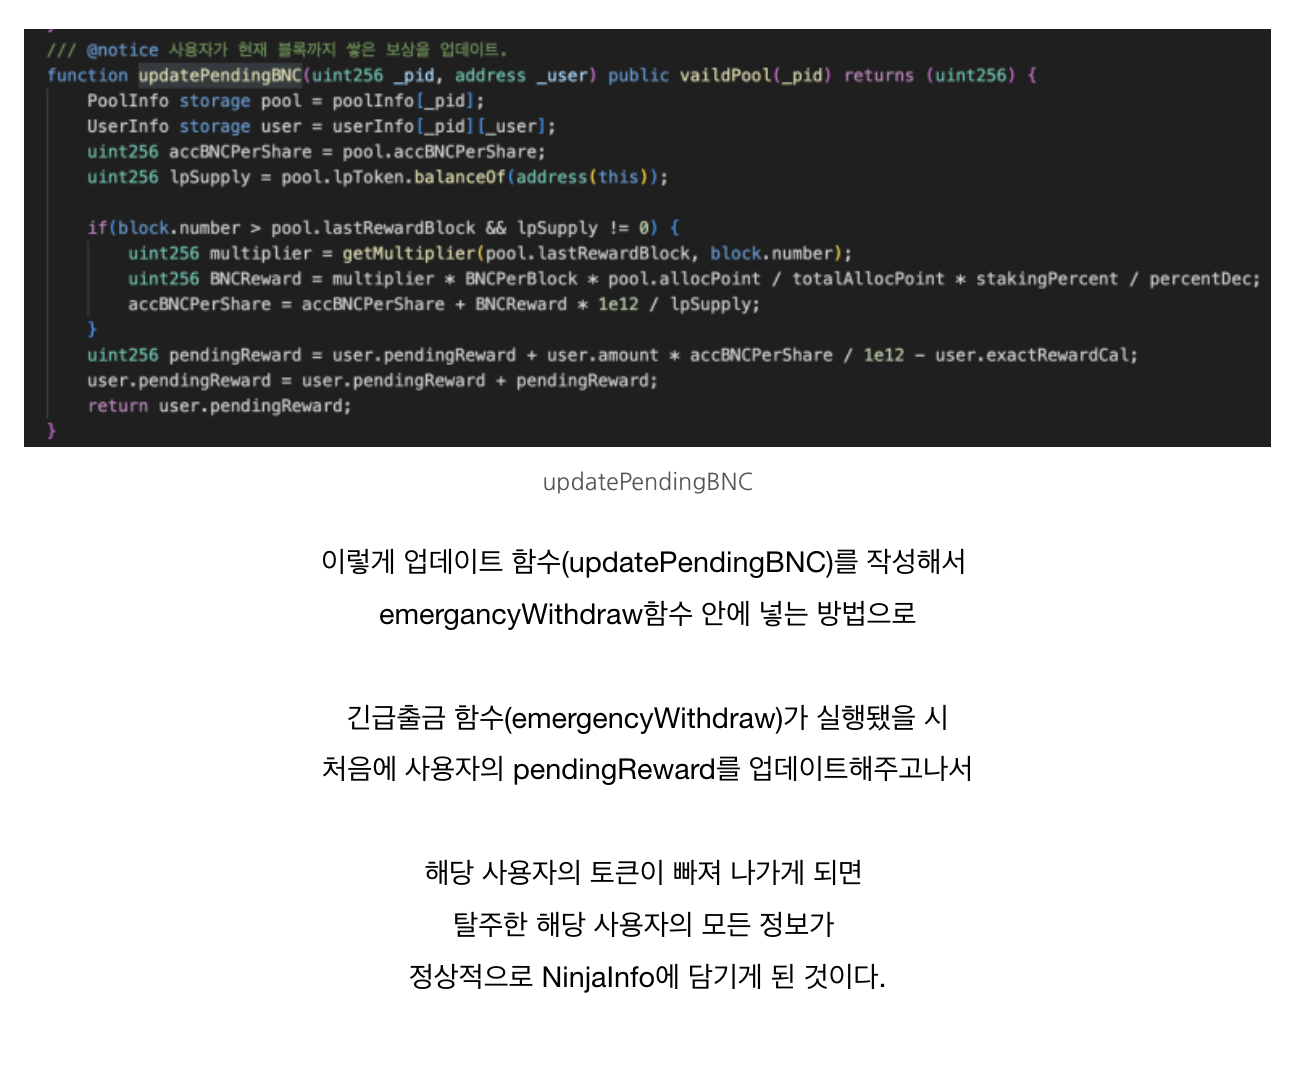 /// @notice 사용자가 현재 블록까지 쌓은 보상을 업데이트.
function updatePendingBNC(uint256 _pid, address _user) public vaildPool(_pid) returns (uint256) {
PoolInfo storage pool = poolInfo[_pid];
UserInfo storage user = userInfo[_pid][_user];
uint256 accBNCPerShare = pool.accBNCPerShare;
uint256 lpSupply = pool.lpToken.balanceOf(address(this));
if(block.number > pool.lastRewardBlock && lpSupply != 0) {
uint256 multiplier = getMultiplier(pool.lastRewardBlock, block.number);
uint256 BNCReward = multiplier * BNCPerBlock * pool.allocPoint / totalAllocPoint * stakingPercent / percentDec;
accBNCPerShare = accBNCPerShare + BNCReward * 1e12 / lpSupply;
}
uint256 pendingReward = user.pendingReward + user.amount * accBNCPerShare / 1e12 - user.exactRewardCal;
user.pendingReward = user.pendingReward + pendingReward;
return user.pendingReward;
}
updatePendingBNC
이렇게 업데이트 함수(updatePendingBNC)를 작성해서
emergancyWithdraw함수 안에 넣는 방법으로
긴급출금 함수(emergencyWithdraw)가 실행됐을 시
처음에 사용자의 pendingReward를 업데이트해주고나서
해당 사용자의 토큰이 빠져 나가게 되면
탈주한 해당 사용자의 모든 정보가
정상적으로 NinjaInfo에 담기게 된 것이다.